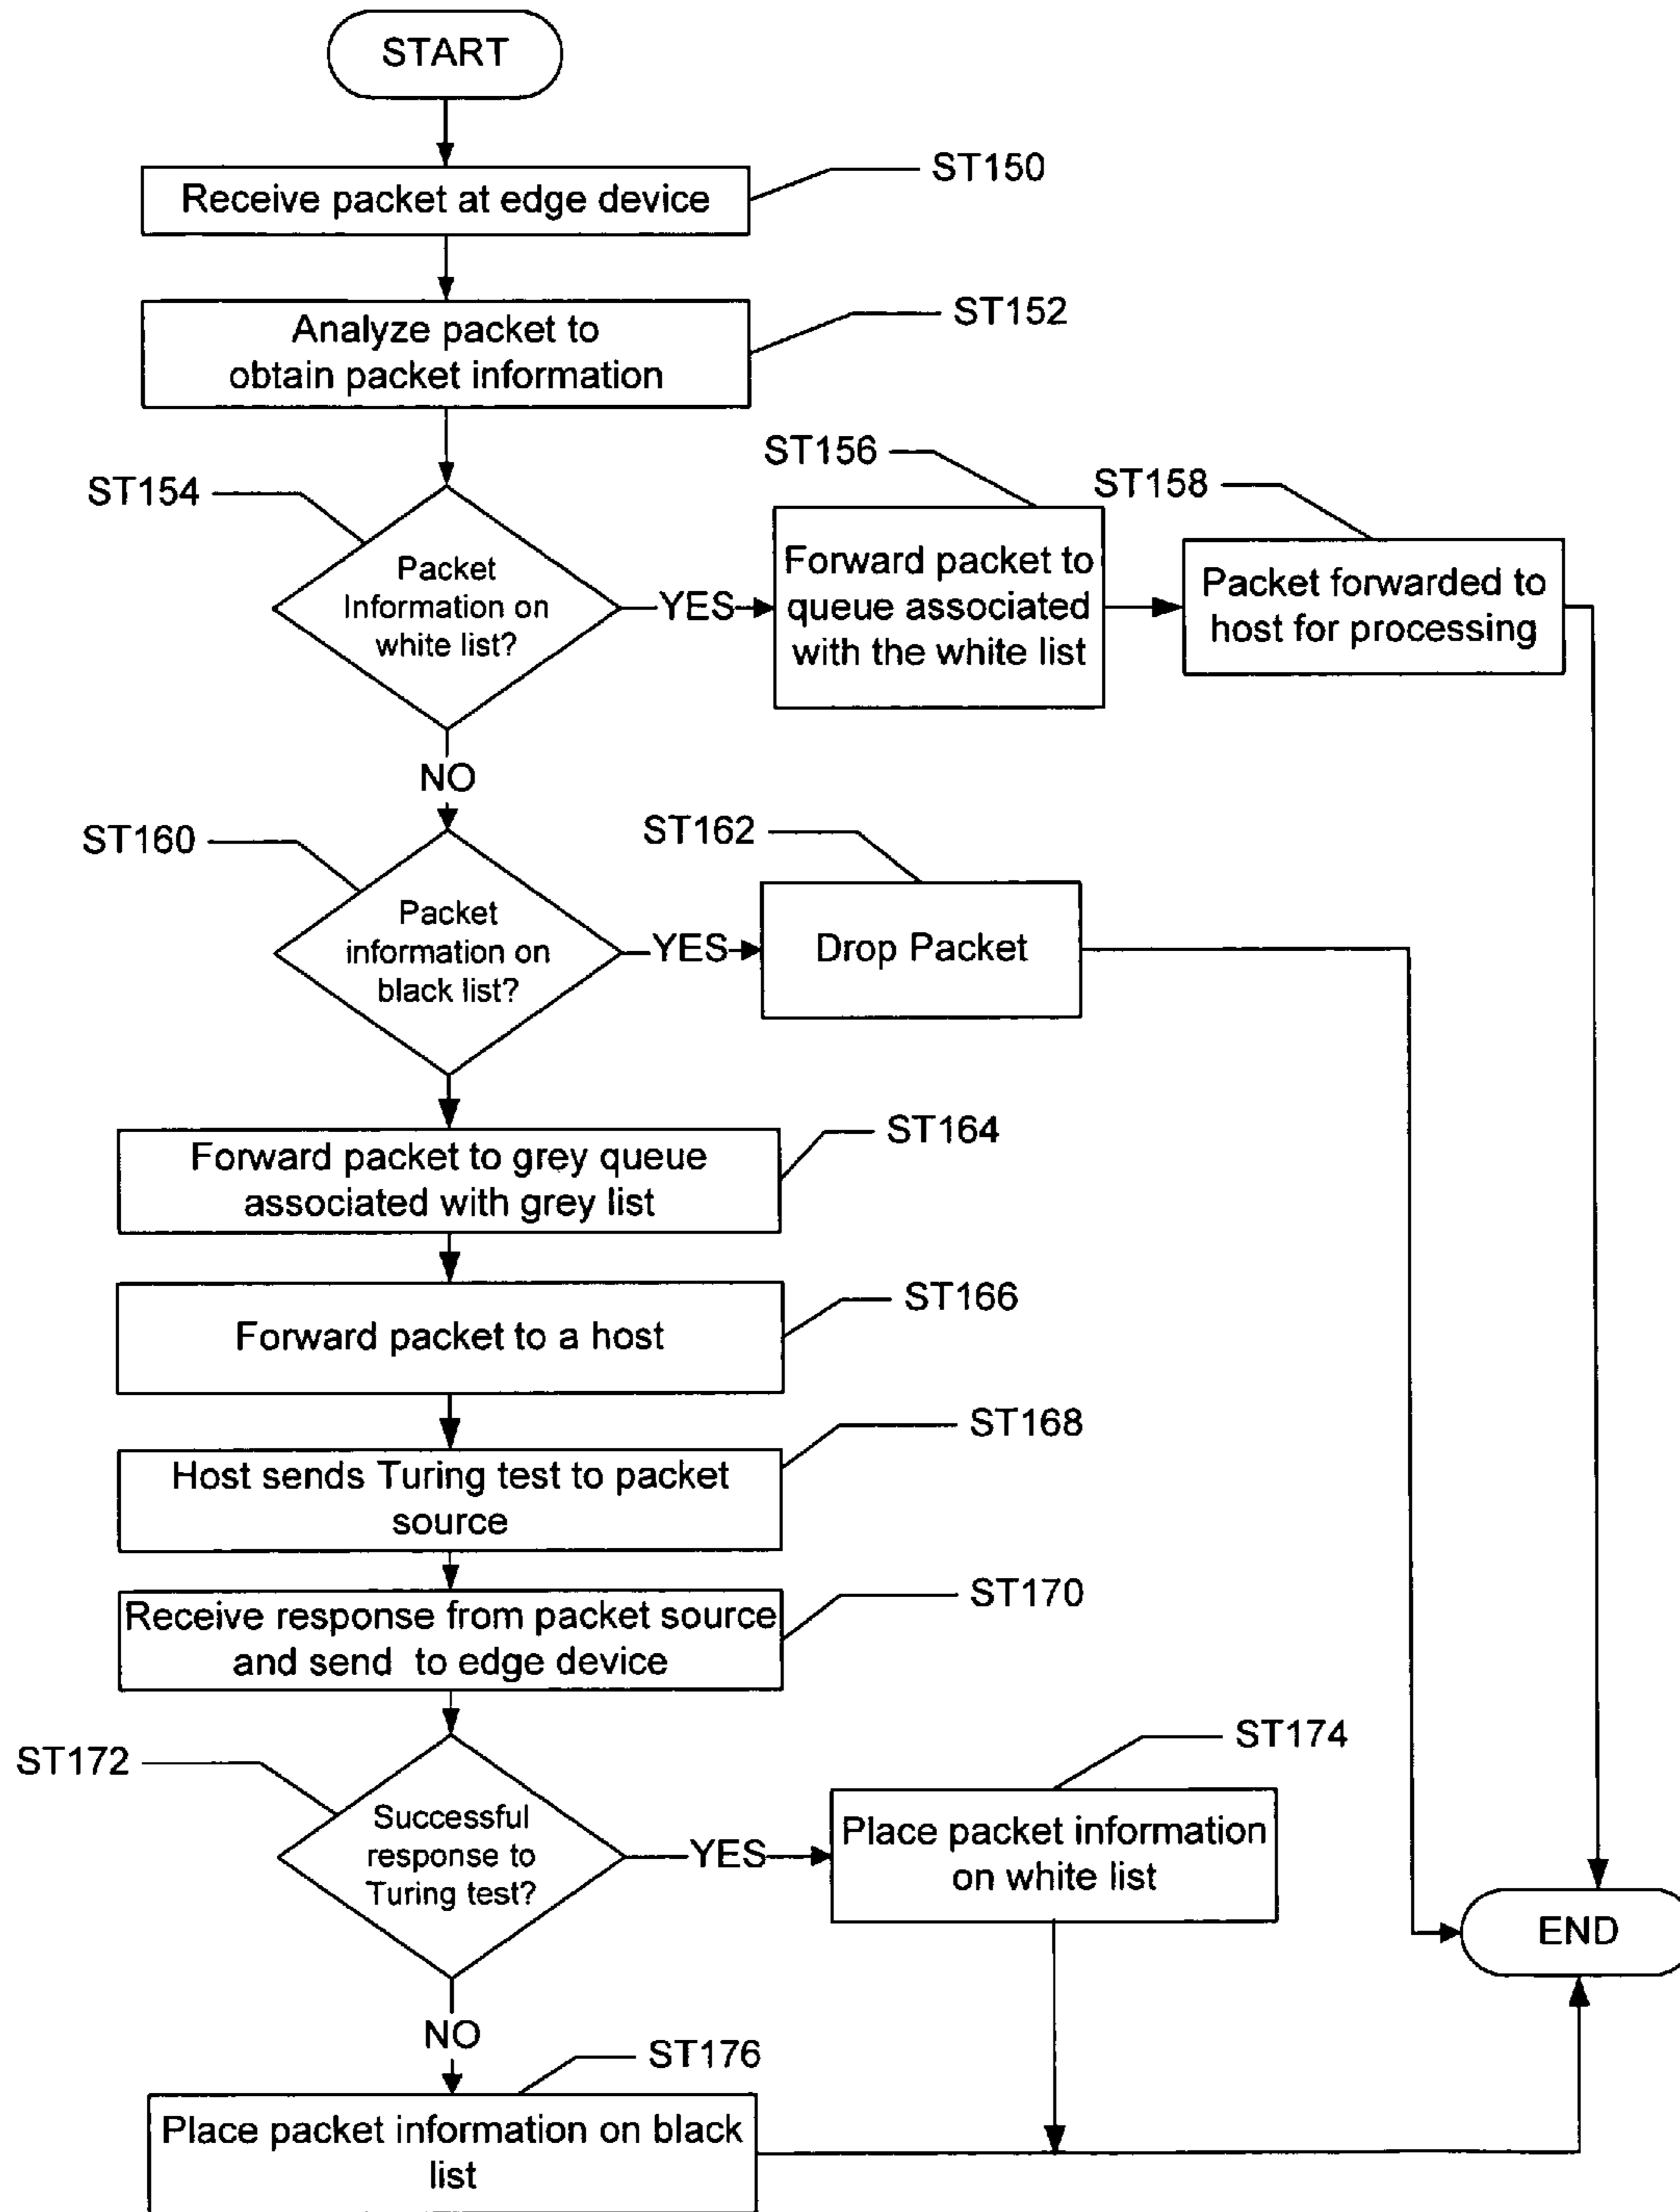 START
Receive packet at edge device
ST150
Analyze packet to
obtain packet information
ST152
ST154
Packet
Information on
white list?
YES
ST156
Forward packet to
queue associated
with the white list
ST158
Packet forwarded to
host for processing
NO
ST160
Packet
information on
black list?
YES
ST162
Drop Packet
Forward packet to grey queue
associated with grey list
ST164
Forward packet to a host
ST166
Host sends Turing test to packet
source
ST168
Receive response from packet source
and send to edge device
ST170
ST172
Successful
response to
Turing test?
YES
ST174
Place packet information
on white list
END
NO
ST176
Place packet information on black
list